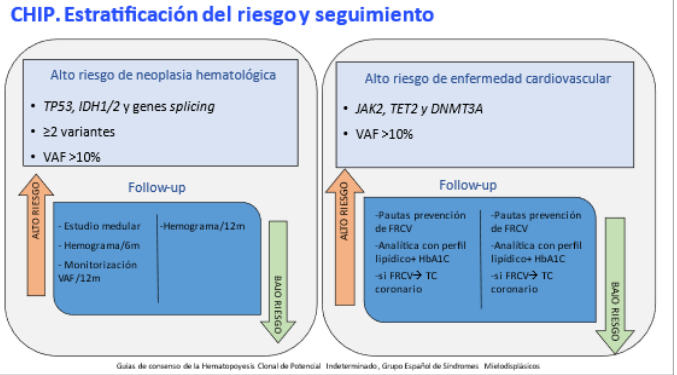 CHIP. Estratificación del riesgo y seguimiento
Alto riesgo de neoplasia hematológica
• TP53, IDH1/2 y genes splicing
• ≥2 variantes
• VAF >10%
Follow-up
ALTO RIESGO
- Estudio medular
- Hemograma/6m
- Monitorización
VAF/12m
-Hemograma/12m
BAJO RIESGO
Alto riesgo de enfermedad cardiovascular
• JAK2, TET2 y DNMT3A
• VAF >10%
Follow-up
ALTO RIESGO
-Pautas prevención
de FRCV
-Analítica con perfil
lipídico+ HbA1C
-si FRCV→ TC
coronario
-Pautas prevención
de FRCV
-Analítica con perfil
lipídico+ HbA1C
-si FRCV→ TC
coronario
BAJO RIESGO
Guías de consenso de la Hematopoyesis Clonal de Potencial Indeterminado, Grupo Español de Síndromes Mielodisplásicos